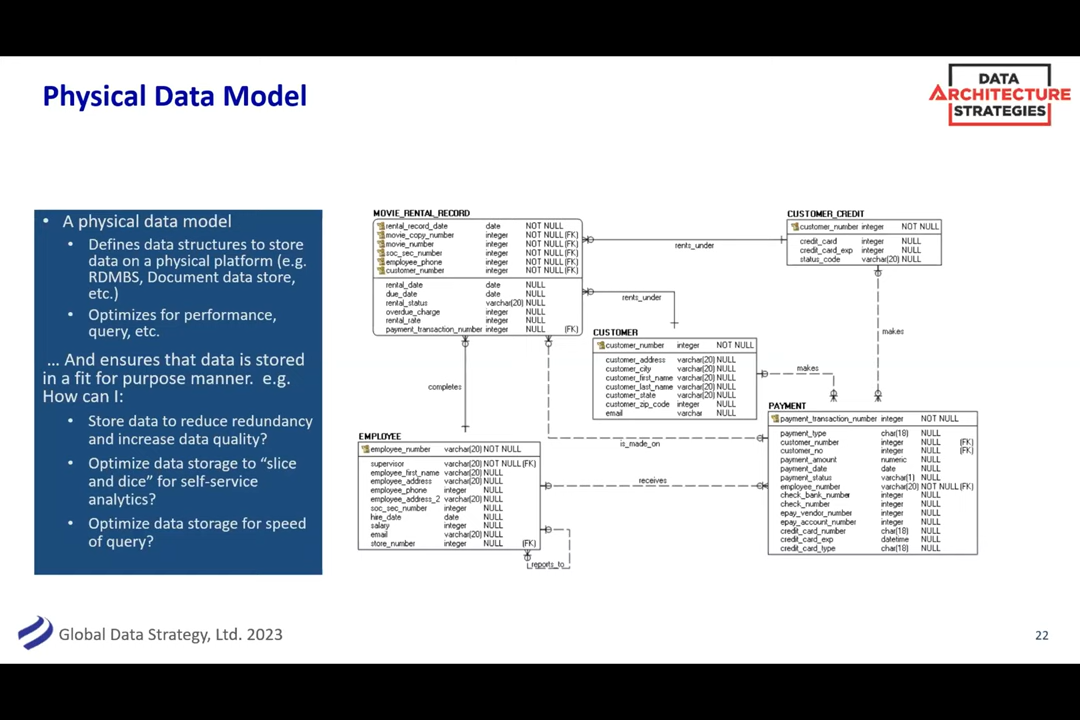 Physical Data Model
DATA
ARCHITECTURE
STRATEGIES
• A physical data model
• Defines data structures to store
data on a physical platform (e.g.
RDMBS, Document data store,
etc.)
• Optimizes for performance,
query, etc.
… And ensures that data is stored
in a fit for purpose manner. e.g.
How can I:
• Store data to reduce redundancy
and increase data quality?
• Optimize data storage to “slice
and dice” for self-service
analytics?
• Optimize data storage for speed
of query?
MOVIE_RENTAL_RECORD
rental_record_date date NOT NULL
movie_copy_number integer NOT NULL (FK)
movie_number integer NOT NULL (FK)
soc_sec_number integer NOT NULL (FK)
employee_phone integer NOT NULL (FK)
customer_number integer NOT NULL (FK)
rental_date date NULL
due_date date NULL
rental_status varchar(20) NULL
overdue_charge integer NULL
rental_rate integer NULL
payment_transaction_number integer NULL (FK)
rents_under
CUSTOMER_CREDIT
customer_number integer NOT NULL
credit_card integer NULL
credit_card_exp integer NULL
status_code varchar(20) NULL
rents_under
CUSTOMER
customer_number integer NOT NULL
customer_address varchar(20) NULL
customer_city varchar(20) NULL
customer_first_name varchar(20) NULL
customer_last_name varchar(20) NULL
customer_state varchar(20) NULL
customer_zip_code integer NULL
email varchar NULL
makes
makes
completes
is_made_on
receives
EMPLOYEE
employee_number varchar(20) NOT NULL
supervisor varchar(20) NOT NULL (FK)
employee_first_name varchar(20) NULL
employee_address varchar(20) NULL
employee_phone integer NULL
employee_address_2 varchar(20) NULL
soc_sec_number integer NULL
hire_date date NULL
salary integer NULL
email varchar(20) NULL
store_number integer NULL (FK)
reports_to
PAYMENT
payment_transaction_number integer NOT NULL
payment_type char(18) NULL
customer_number integer NULL (FK)
customer_no integer NULL (FK)
payment_amount numeric NULL
payment_date date NULL
payment_status varchar(1) NULL
employee_number varchar(20) NOT NULL (FK)
check_bank_number integer NULL
check_number integer NULL
epay_vendor_number integer NULL
epay_account_number integer NULL
credit_card_number char(18) NULL
credit_card_exp datetime NULL
credit_card_type char(18) NULL
Global Data Strategy, Ltd. 2023
22